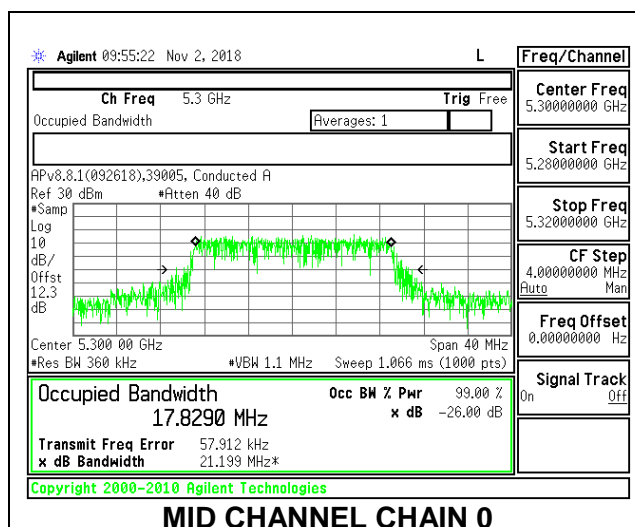 Agilent 09:55:22 Nov 2, 2018 L
Freq/Channel
Ch Freq 5.3 GHz Trig Free
Occupied Bandwidth Averages: 1
APv8.8.1(092618),39005, Conducted A
Ref 30 dBm #Atten 40 dB
#Samp
Log
10
dB/
Offst
12.3
dB
Center 5.300 00 GHz Span 40 MHz
#Res BW 360 kHz #VBW 1.1 MHz Sweep 1.066 ms (1000 pts)
Occupied Bandwidth Occ BW % Pwr 99.00 %
17.8290 MHz x dB -26.00 dB
Transmit Freq Error 57.912 kHz
x dB Bandwidth 21.199 MHz*
Center Freq
5.30000000 GHz
Start Freq
5.28000000 GHz
Stop Freq
5.32000000 GHz
CF Step
4.00000000 MHz
Auto Man
Freq Offset
0.00000000 Hz
Signal Track
On Off
Copyright 2000-2010 Agilent Technologies
MID CHANNEL CHAIN 0